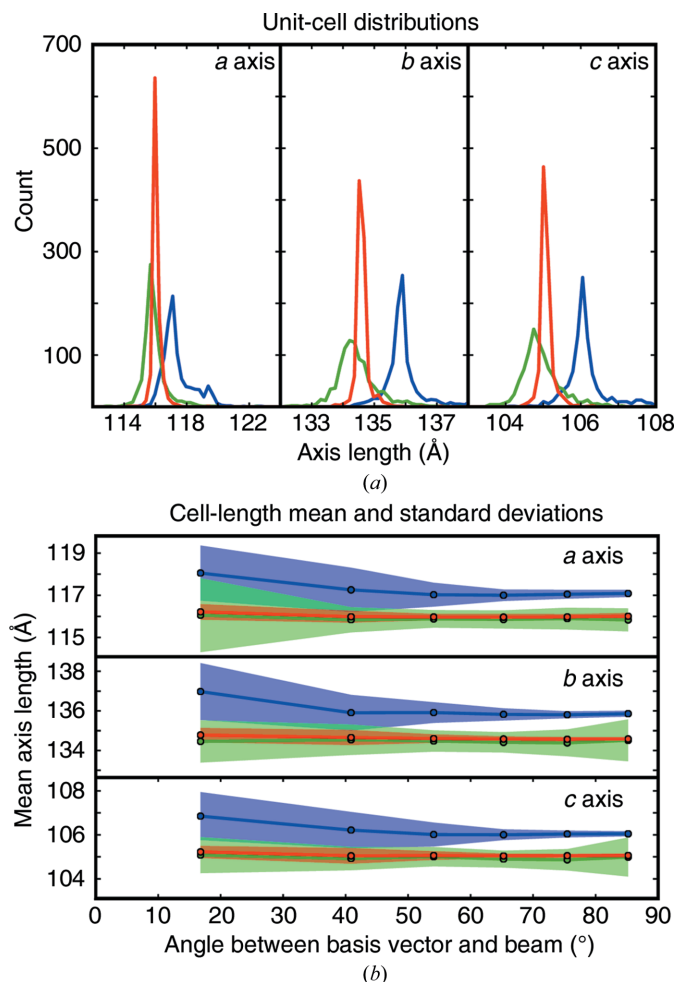 Unit-cell distributions
700
500
300
100
Count
a axis
b axis
c axis
114 118 122 133 135 137 104 106 108
Axis length (Å)
(a)
Cell-length mean and standard deviations
a axis
119
117
115
b axis
138
136
134
c axis
108
106
104
Mean axis length (Å)
0 10 20 30 40 50 60 70 80 90
Angle between basis vector and beam (°)
(b)